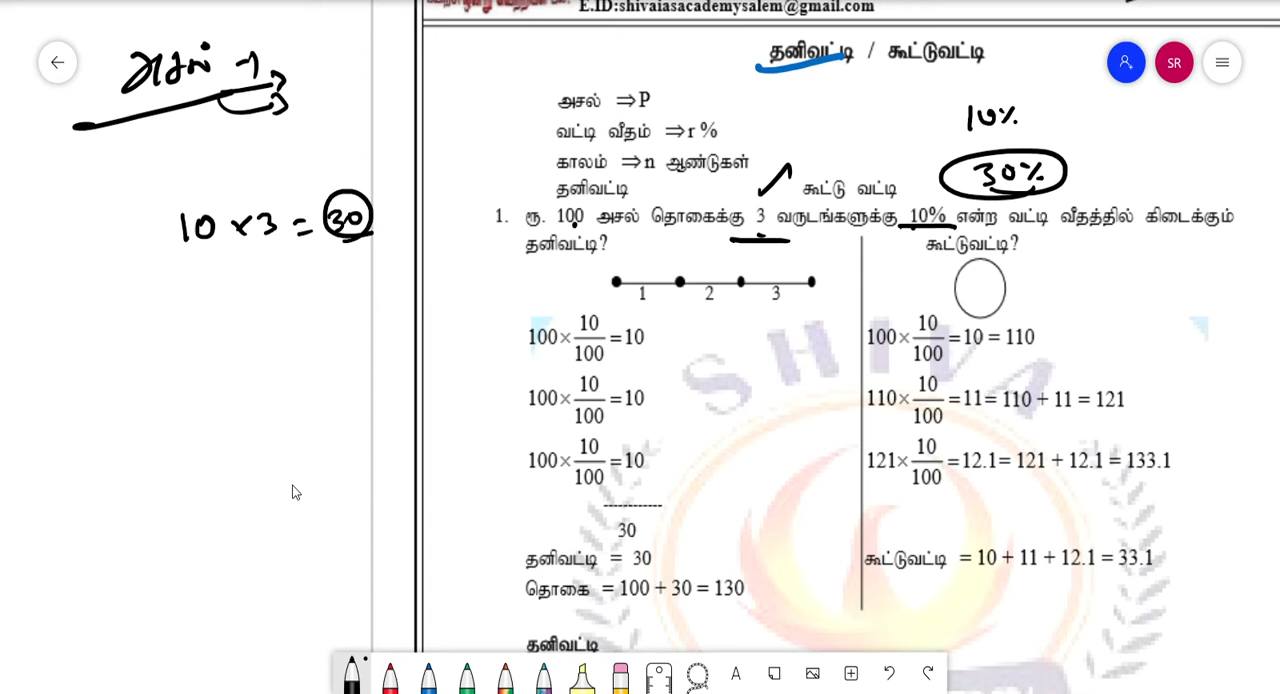 E.ID:shivaiasacademysalem@gmail.com
தனிவட்டி / கூட்டுவட்டி
SR
அசல்
10%
அசல் ⇒P
வட்டி வீதம் ⇒r%
காலம் ⇒n ஆண்டுகள்
30%
தனிவட்டி கூட்டு வட்டி
10 × 3 = 30
1. ரூ. 100 அசல் தொகைக்கு 3 வருடங்களுக்கு 10% என்ற வட்டி வீதத்தில் கிடைக்கும்
தனிவட்டி? கூட்டுவட்டி?
1 2 3
100×10/100=10
100×10/100=10
100×10/100=10
------------
30
தனிவட்டி = 30
தொகை = 100 + 30 = 130
100×10/100=10 = 110
110×10/100=11= 110 + 11 = 121
121×10/100=12.1= 121 + 12.1 = 133.1
கூட்டுவட்டி = 10 + 11 + 12.1 = 33.1
SHIVA
தனிவட்டி
A